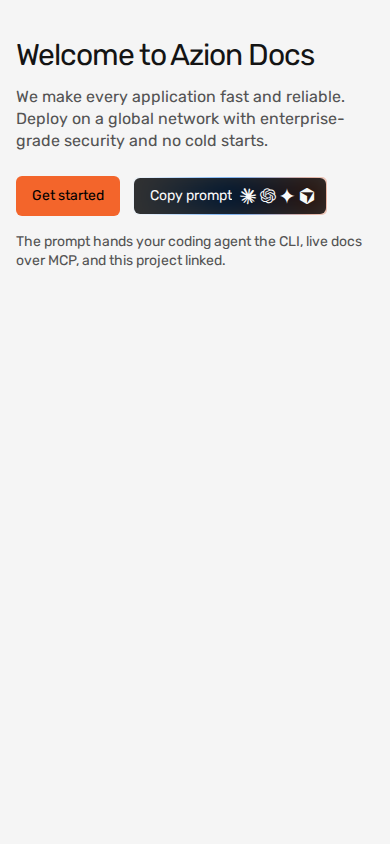 Welcome to Azion Docs
We make every application fast and reliable.
Deploy on a global network with enterprise-
grade security and no cold starts.
Get started
Copy prompt
The prompt hands your coding agent the CLI, live docs
over MCP, and this project linked.